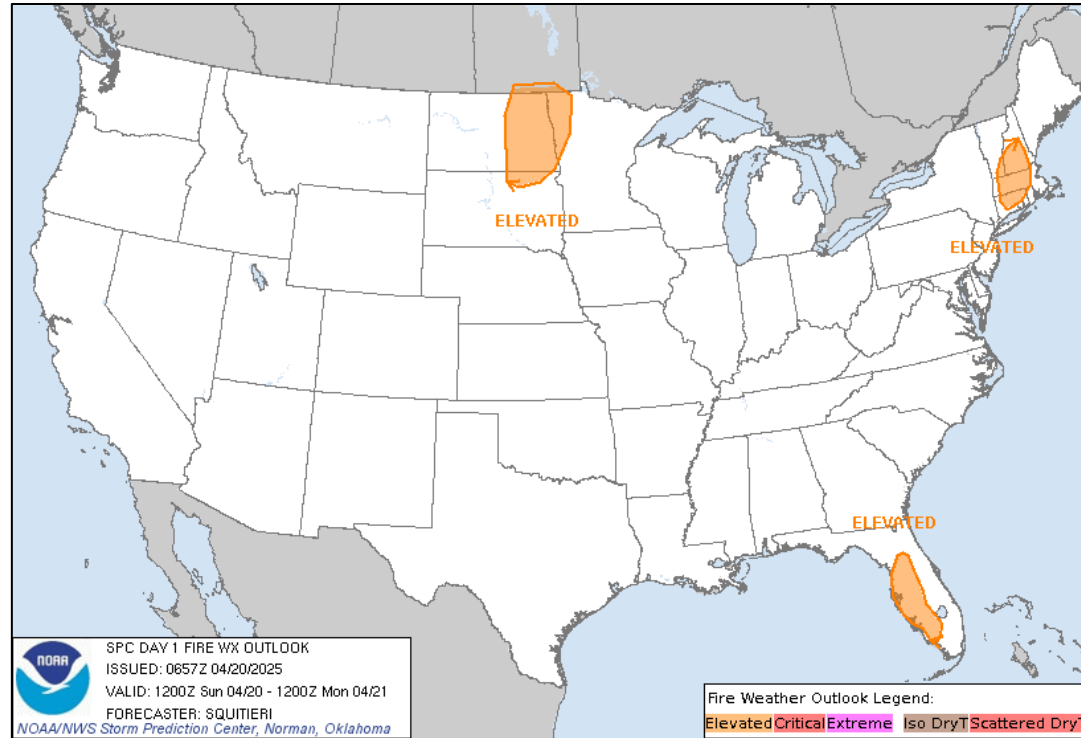 ELEVATED
ELEVATED
ELEVATED
NOAA
SPC DAY 1 FIRE WX OUTLOOK
ISSUED: 0657Z 04/20/2025
VALID: 1200Z Sun 04/20 - 1200Z Mon 04/21
FORECASTER: SQUITIERI
NOAA/NWS Storm Prediction Center, Norman, Oklahoma
Fire Weather Outlook Legend:
Elevated Critical Extreme Iso DryT Scattered DryT